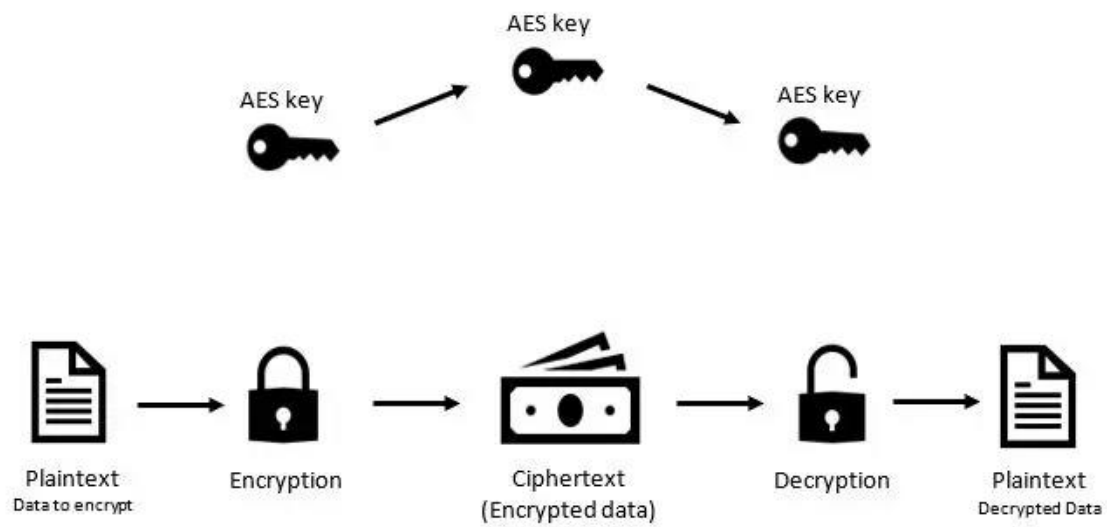 AES key
AES key
AES key
Plaintext
Data to encrypt
Encryption
Ciphertext
(Encrypted data)
Decryption
Plaintext
Decrypted Data